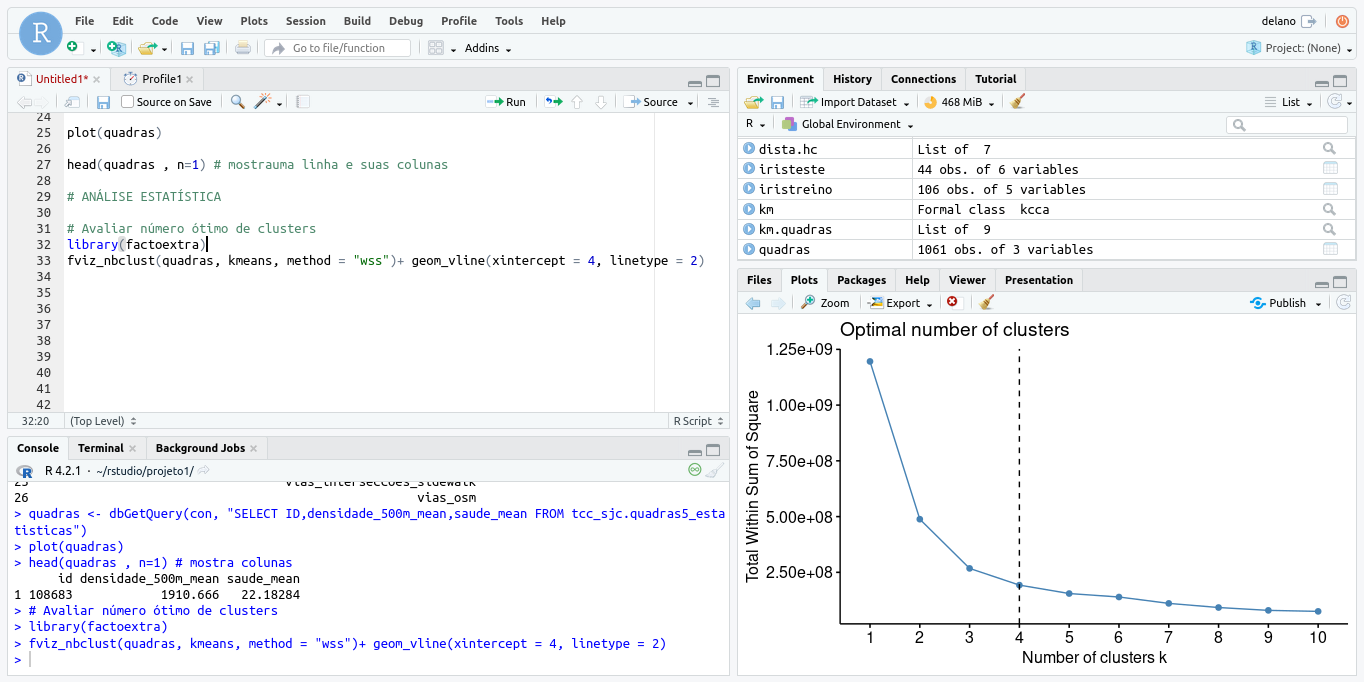 File Edit Code View Plots Session Build Debug Profile Tools Help
delano
R
R
Go to file/function
Addins
Project: (None)
Untitled1*
Profile1
Source on Save
Run
Source
24
25 plot(quadras)
26
27 head(quadras , n=1) # mostrauma linha e suas colunas
28
29 # ANÁLISE ESTATÍSTICA
30
31 # Avaliar número ótimo de clusters
32 library(factoextra)
33 fviz_nbclust(quadras, kmeans, method = "wss")+ geom_vline(xintercept = 4, linetype = 2)
34
35
36
37
38
39
40
41
42
32:20
(Top Level)
R Script
Console Terminal Background Jobs
R 4.2.1 · ~/rstudio/projeto1/
25 vias_interseccoes_sidewalk
26 vias_osm
> quadras <- dbGetQuery(con, "SELECT ID,densidade_500m_mean,saude_mean FROM tcc_sjc.quadras5_esta
tisticas")
> plot(quadras)
> head(quadras , n=1) # mostra colunas
id densidade_500m_mean saude_mean
1 108683 1910.666 22.18284
> # Avaliar número ótimo de clusters
> library(factoextra)
> fviz_nbclust(quadras, kmeans, method = "wss")+ geom_vline(xintercept = 4, linetype = 2)
>
Environment History Connections Tutorial
Import Dataset
468 MiB
List
R
Global Environment
dista.hc List of 7
iristeste 44 obs. of 6 variables
iristreino 106 obs. of 5 variables
km Formal class kcca
km.quadras List of 9
quadras 1061 obs. of 3 variables
Files Plots Packages Help Viewer Presentation
Zoom
Export
Publish
Optimal number of clusters
Total Within Sum of Square
1.25e+09
1.00e+09
7.50e+08
5.00e+08
2.50e+08
1 2 3 4 5 6 7 8 9 10
Number of clusters k